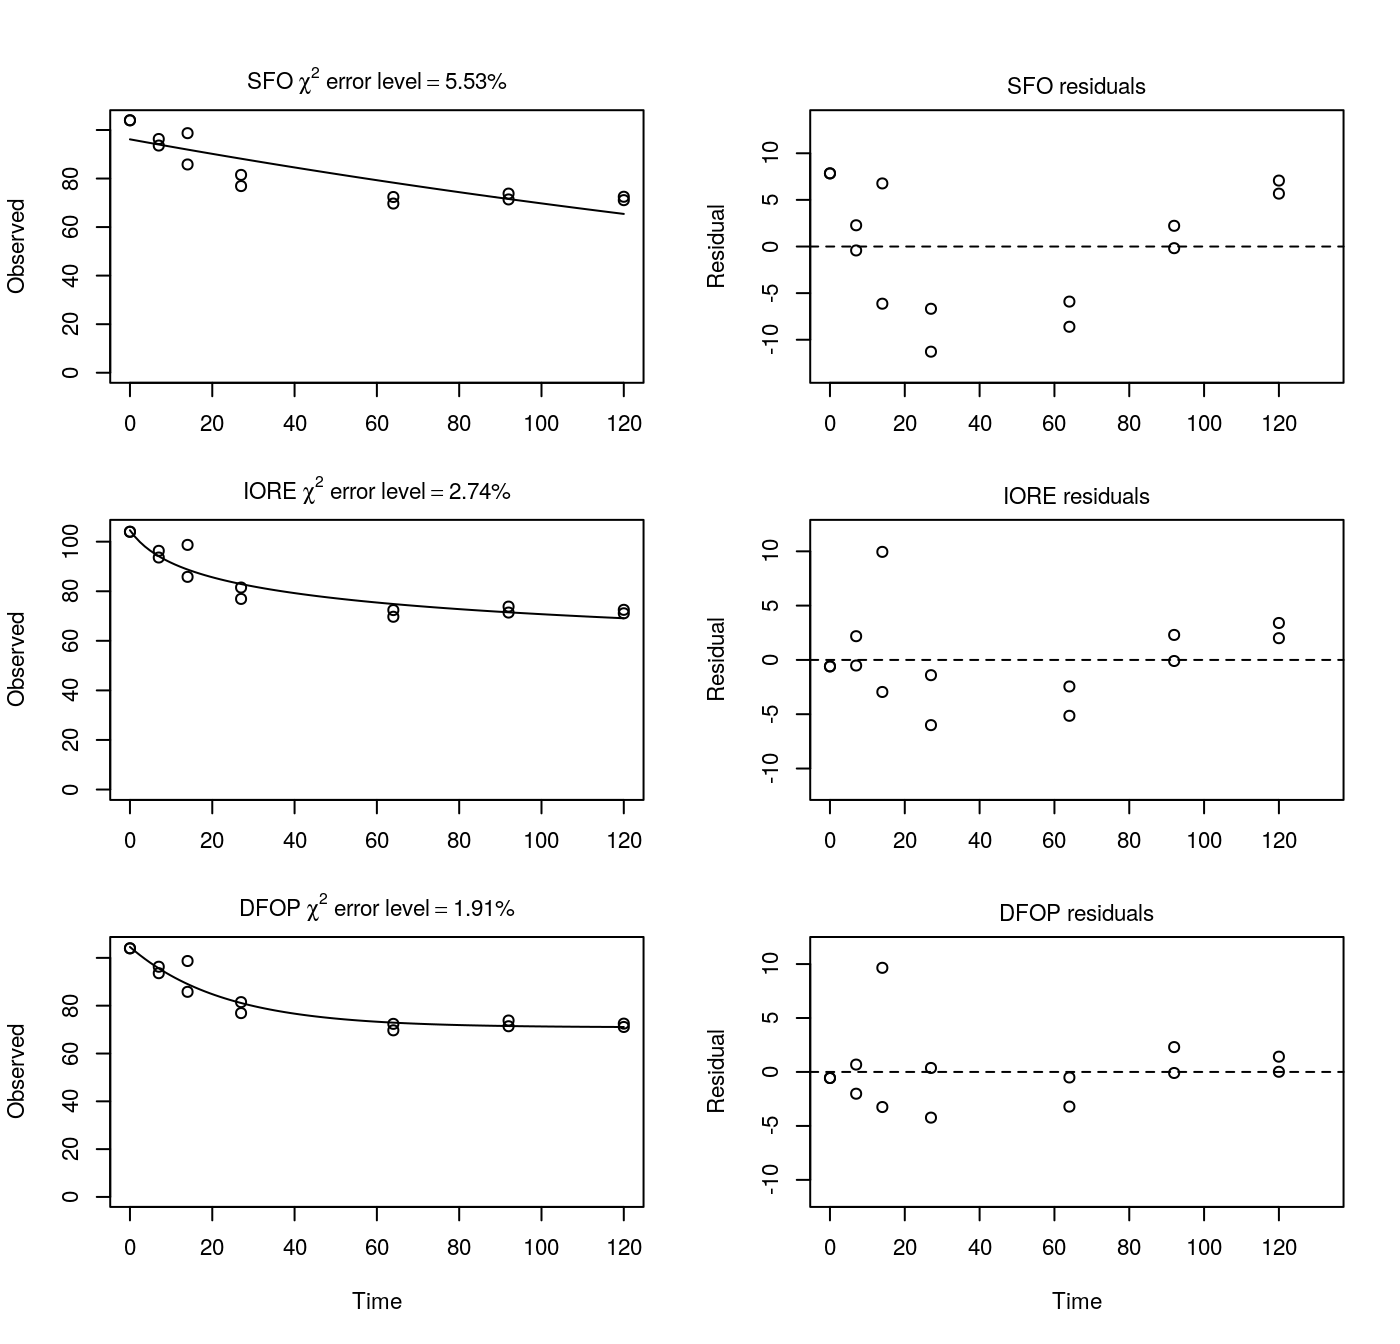 SFO χ² error level = 5.53%
SFO residuals
Observed
0 20 40 60 80
0 20 40 60 80 100 120
Residual
-10 -5 0 5 10
0 20 40 60 80 100 120
IORE χ² error level = 2.74%
IORE residuals
Observed
0 20 40 60 80 100
0 20 40 60 80 100 120
Residual
-10 -5 0 5 10
0 20 40 60 80 100 120
DFOP χ² error level = 1.91%
DFOP residuals
Observed
0 20 40 60 80
0 20 40 60 80 100 120
Time
Residual
-10 -5 0 5 10
0 20 40 60 80 100 120
Time